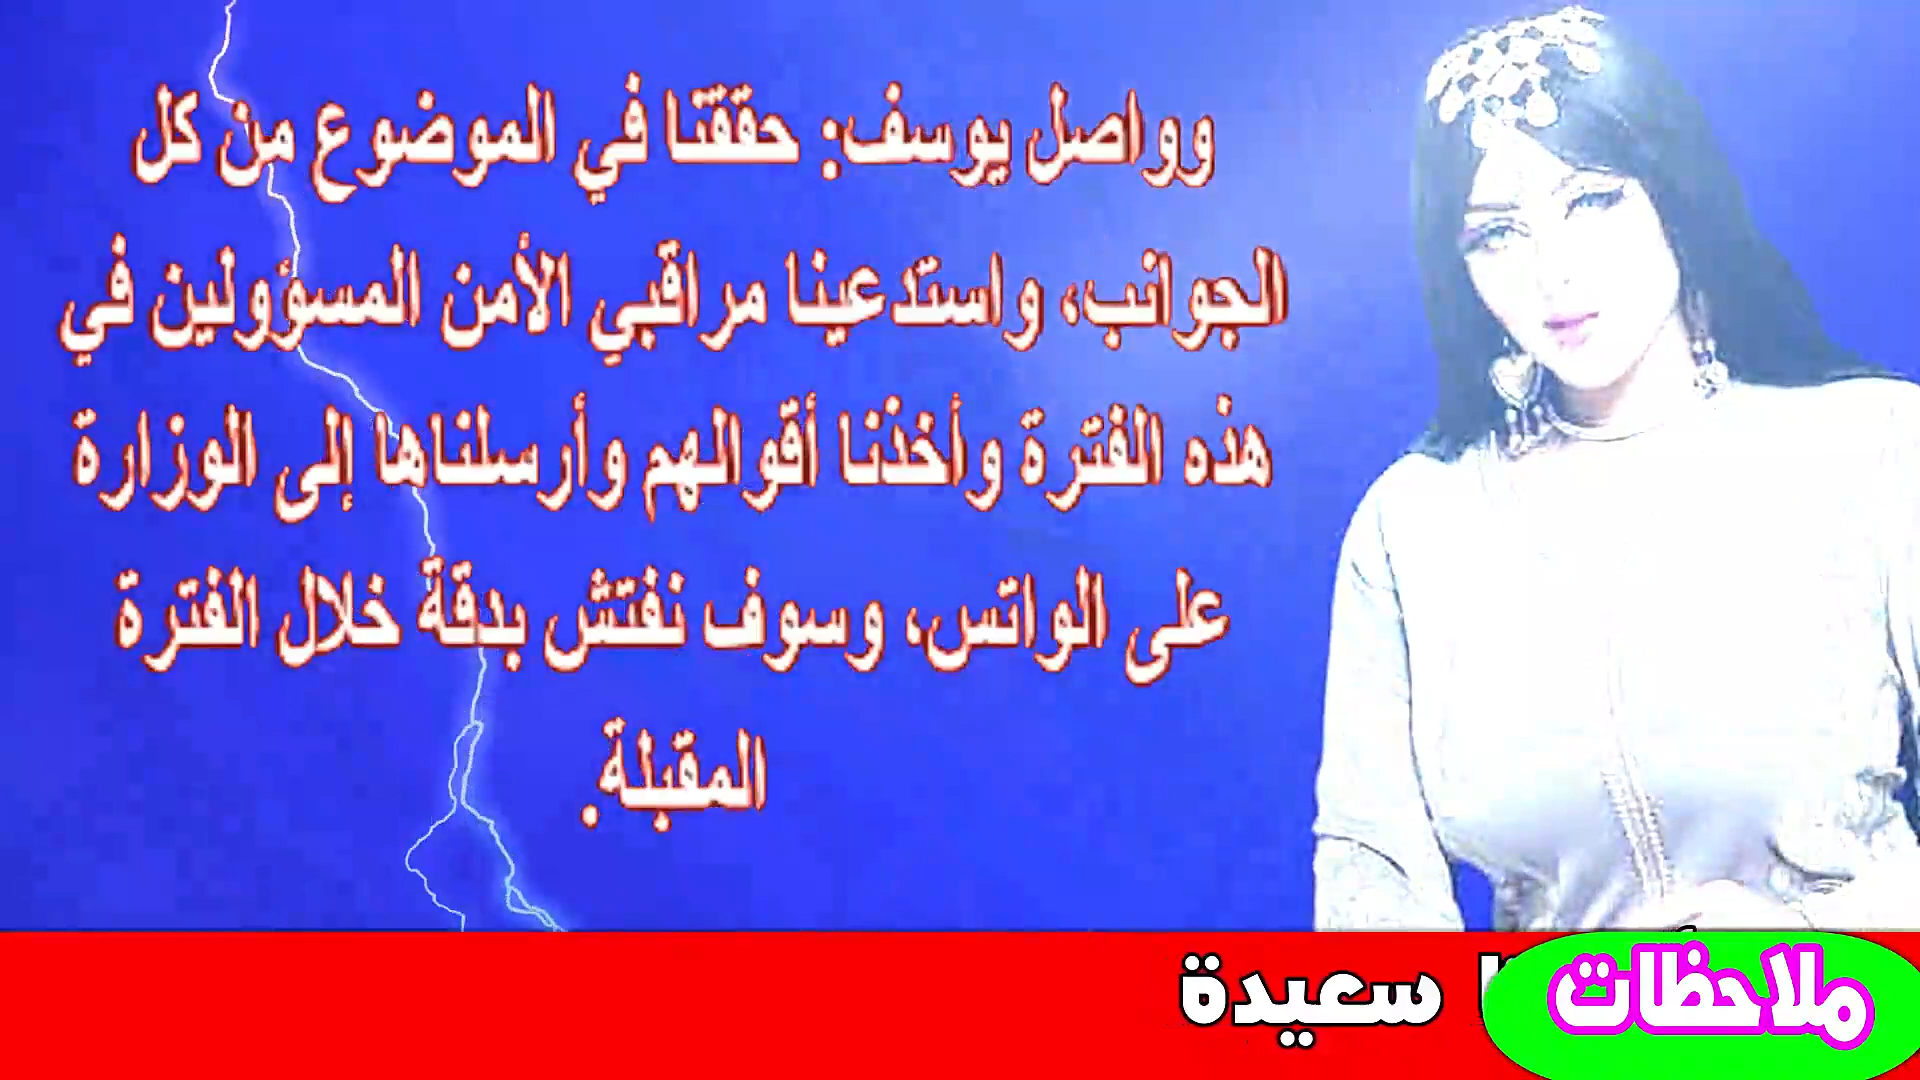 وواصل يوسف: حققتا في الموضوع من كل
الجوانب، واستدعينا مراقبي الأمن المسؤولين في
هذه الفترة وأخذنا أقوالهم وأرسلناها إلى الوزارة
على الواتس، وسوف نفتش بدقة خلال الفترة
المقبلة.
سعيدة
ملاحظات